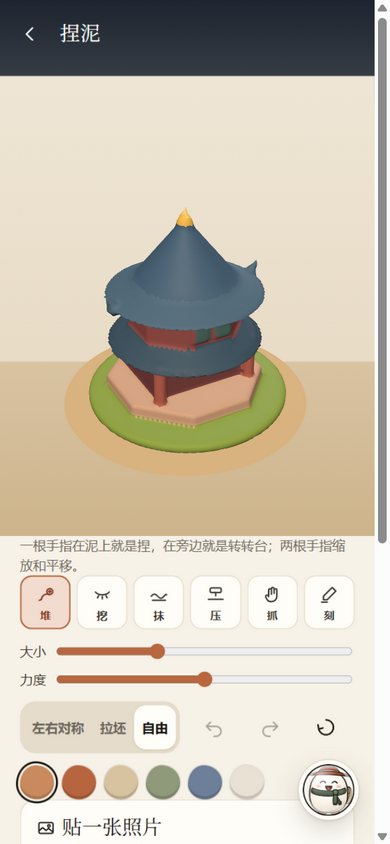 捏泥
一根手指在泥上就是捏，在旁边就是转转台；两根手指缩
放和平移。
堆
挖
抹
压
抓
刻
大小
力度
左右对称 拉坯 自由
贴一张照片